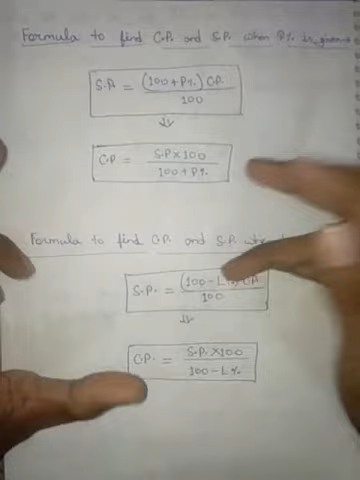 Formula to find C.P. and S.P. when P% is given
S.P. = (100+P%) C.P.
100
⇓
C.P = S.P×100
100+P%
Formula to find C.P. and S.P.
S.P. = (100-L
100
⇓
C.P. = S.P.×100
100-L%